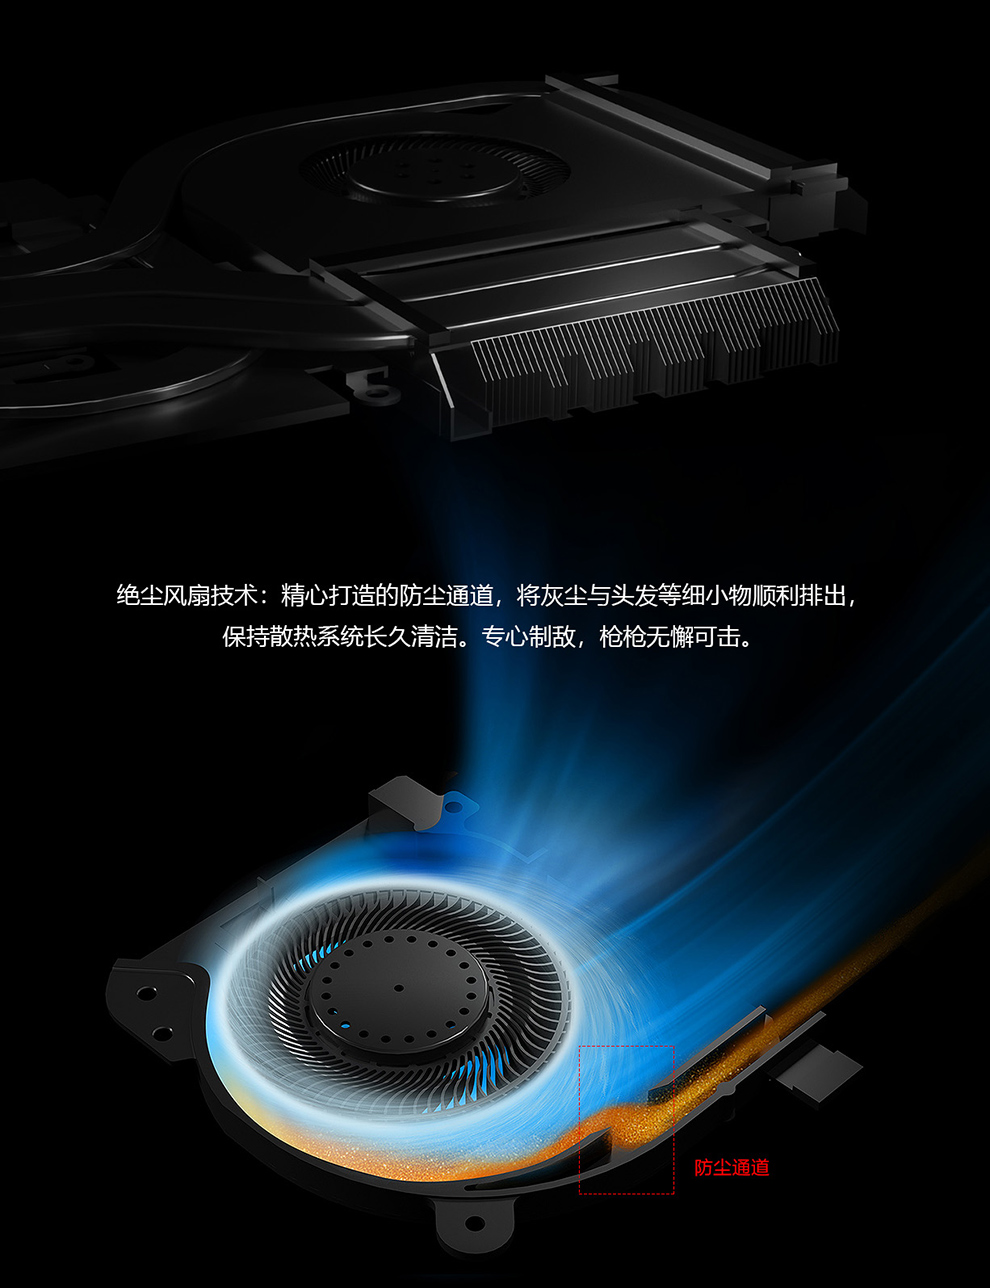 绝尘风扇技术：精心打造的防尘通道，将灰尘与头发等细小物顺利排出，
保持散热系统长久清洁。专心制敌，枪枪无懈可击。
防尘通道